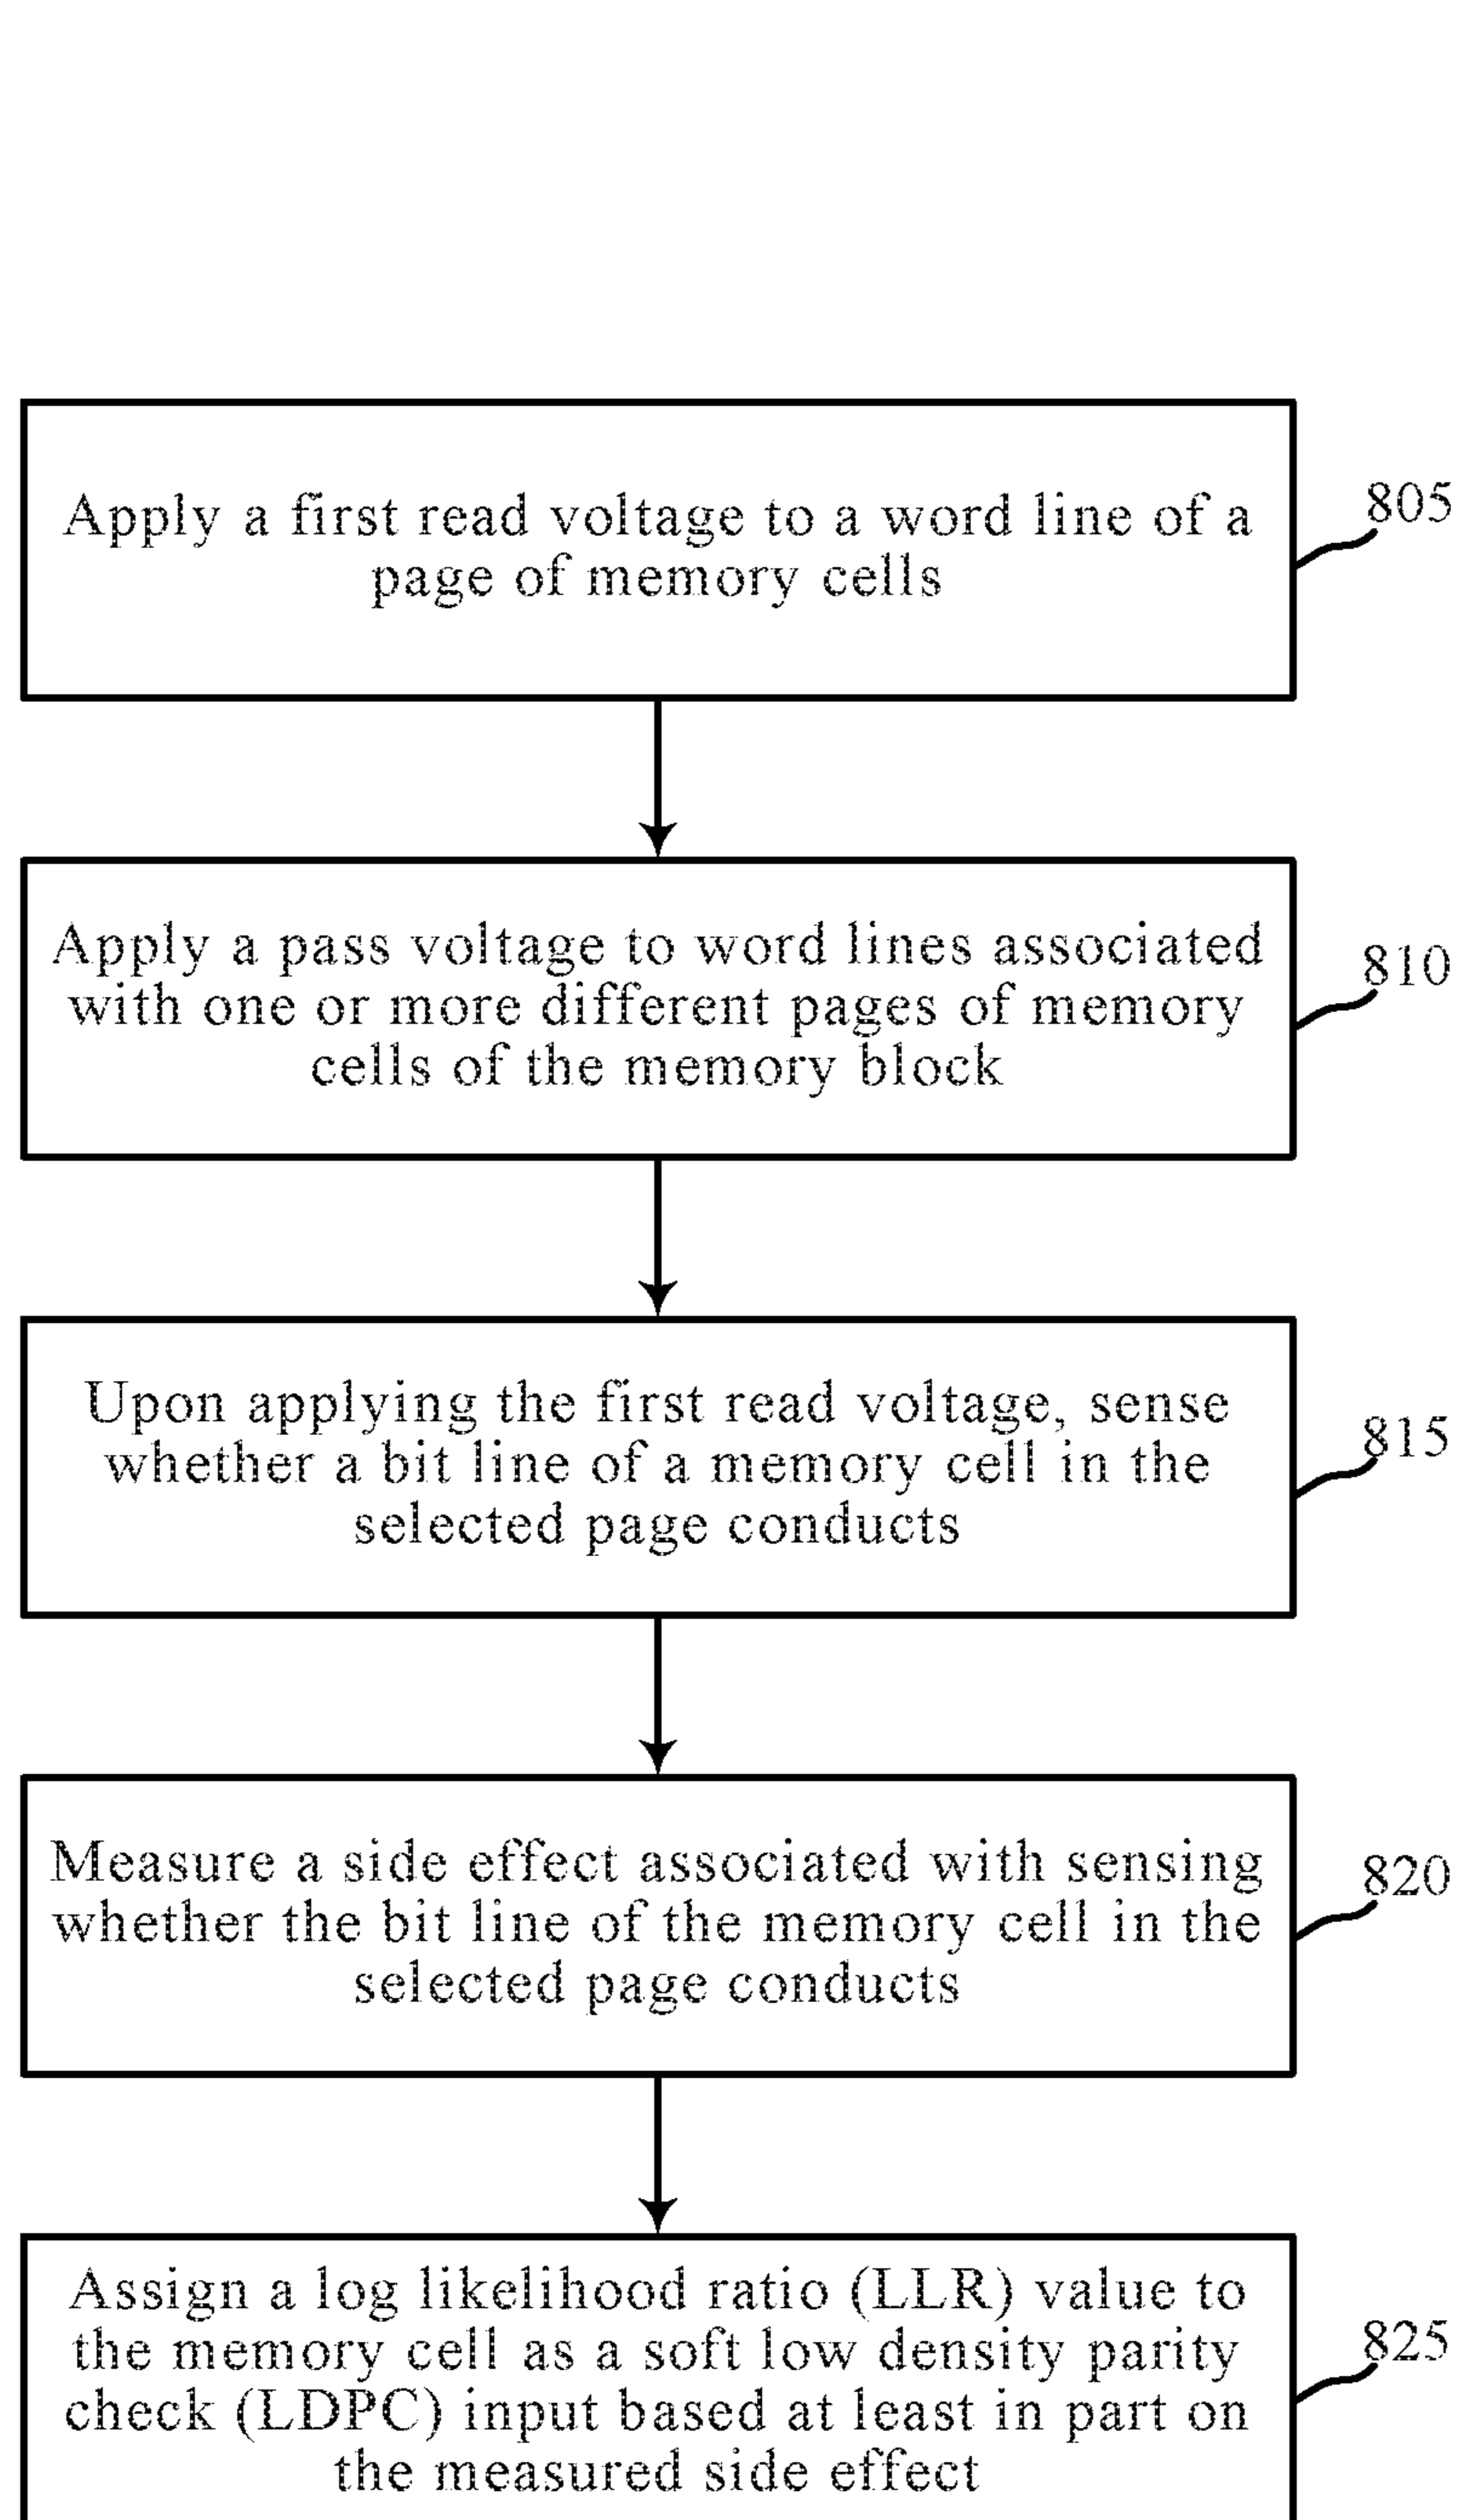 Apply a first read voltage to a word line of a
page of memory cells
805
Apply a pass voltage to word lines associated
with one or more different pages of memory
cells of the memory block
810
Upon applying the first read voltage, sense
whether a bit line of a memory cell in the
selected page conducts
815
Measure a side effect associated with sensing
whether the bit line of the memory cell in the
selected page conducts
820
Assign a log likelihood ratio (LLR) value to
the memory cell as a soft low density parity
check (LDPC) input based at least in part on
the measured side effect
825